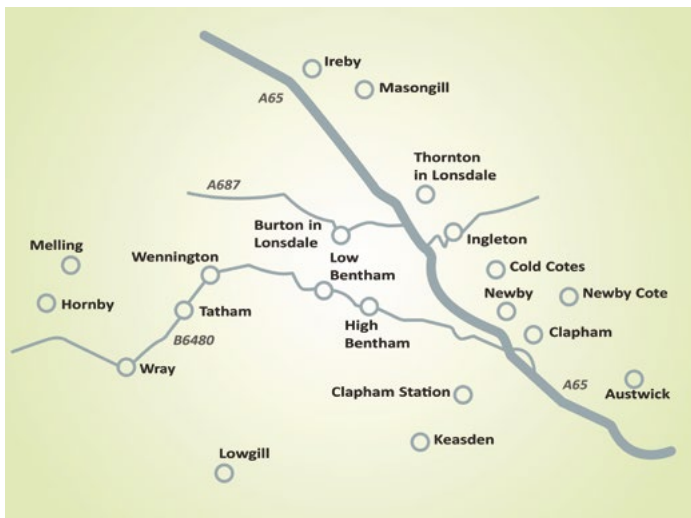 Ireby
Masongill
A65
Thornton
in Lonsdale
A687
Burton in
Lonsdale
Ingleton
Melling
Wennington
Low
Bentham
Cold Cotes
Hornby
Tatham
Newby
Newby Cote
High
Bentham
Clapham
B6480
Wray
Clapham Station
A65
Austwick
Keasden
Lowgill